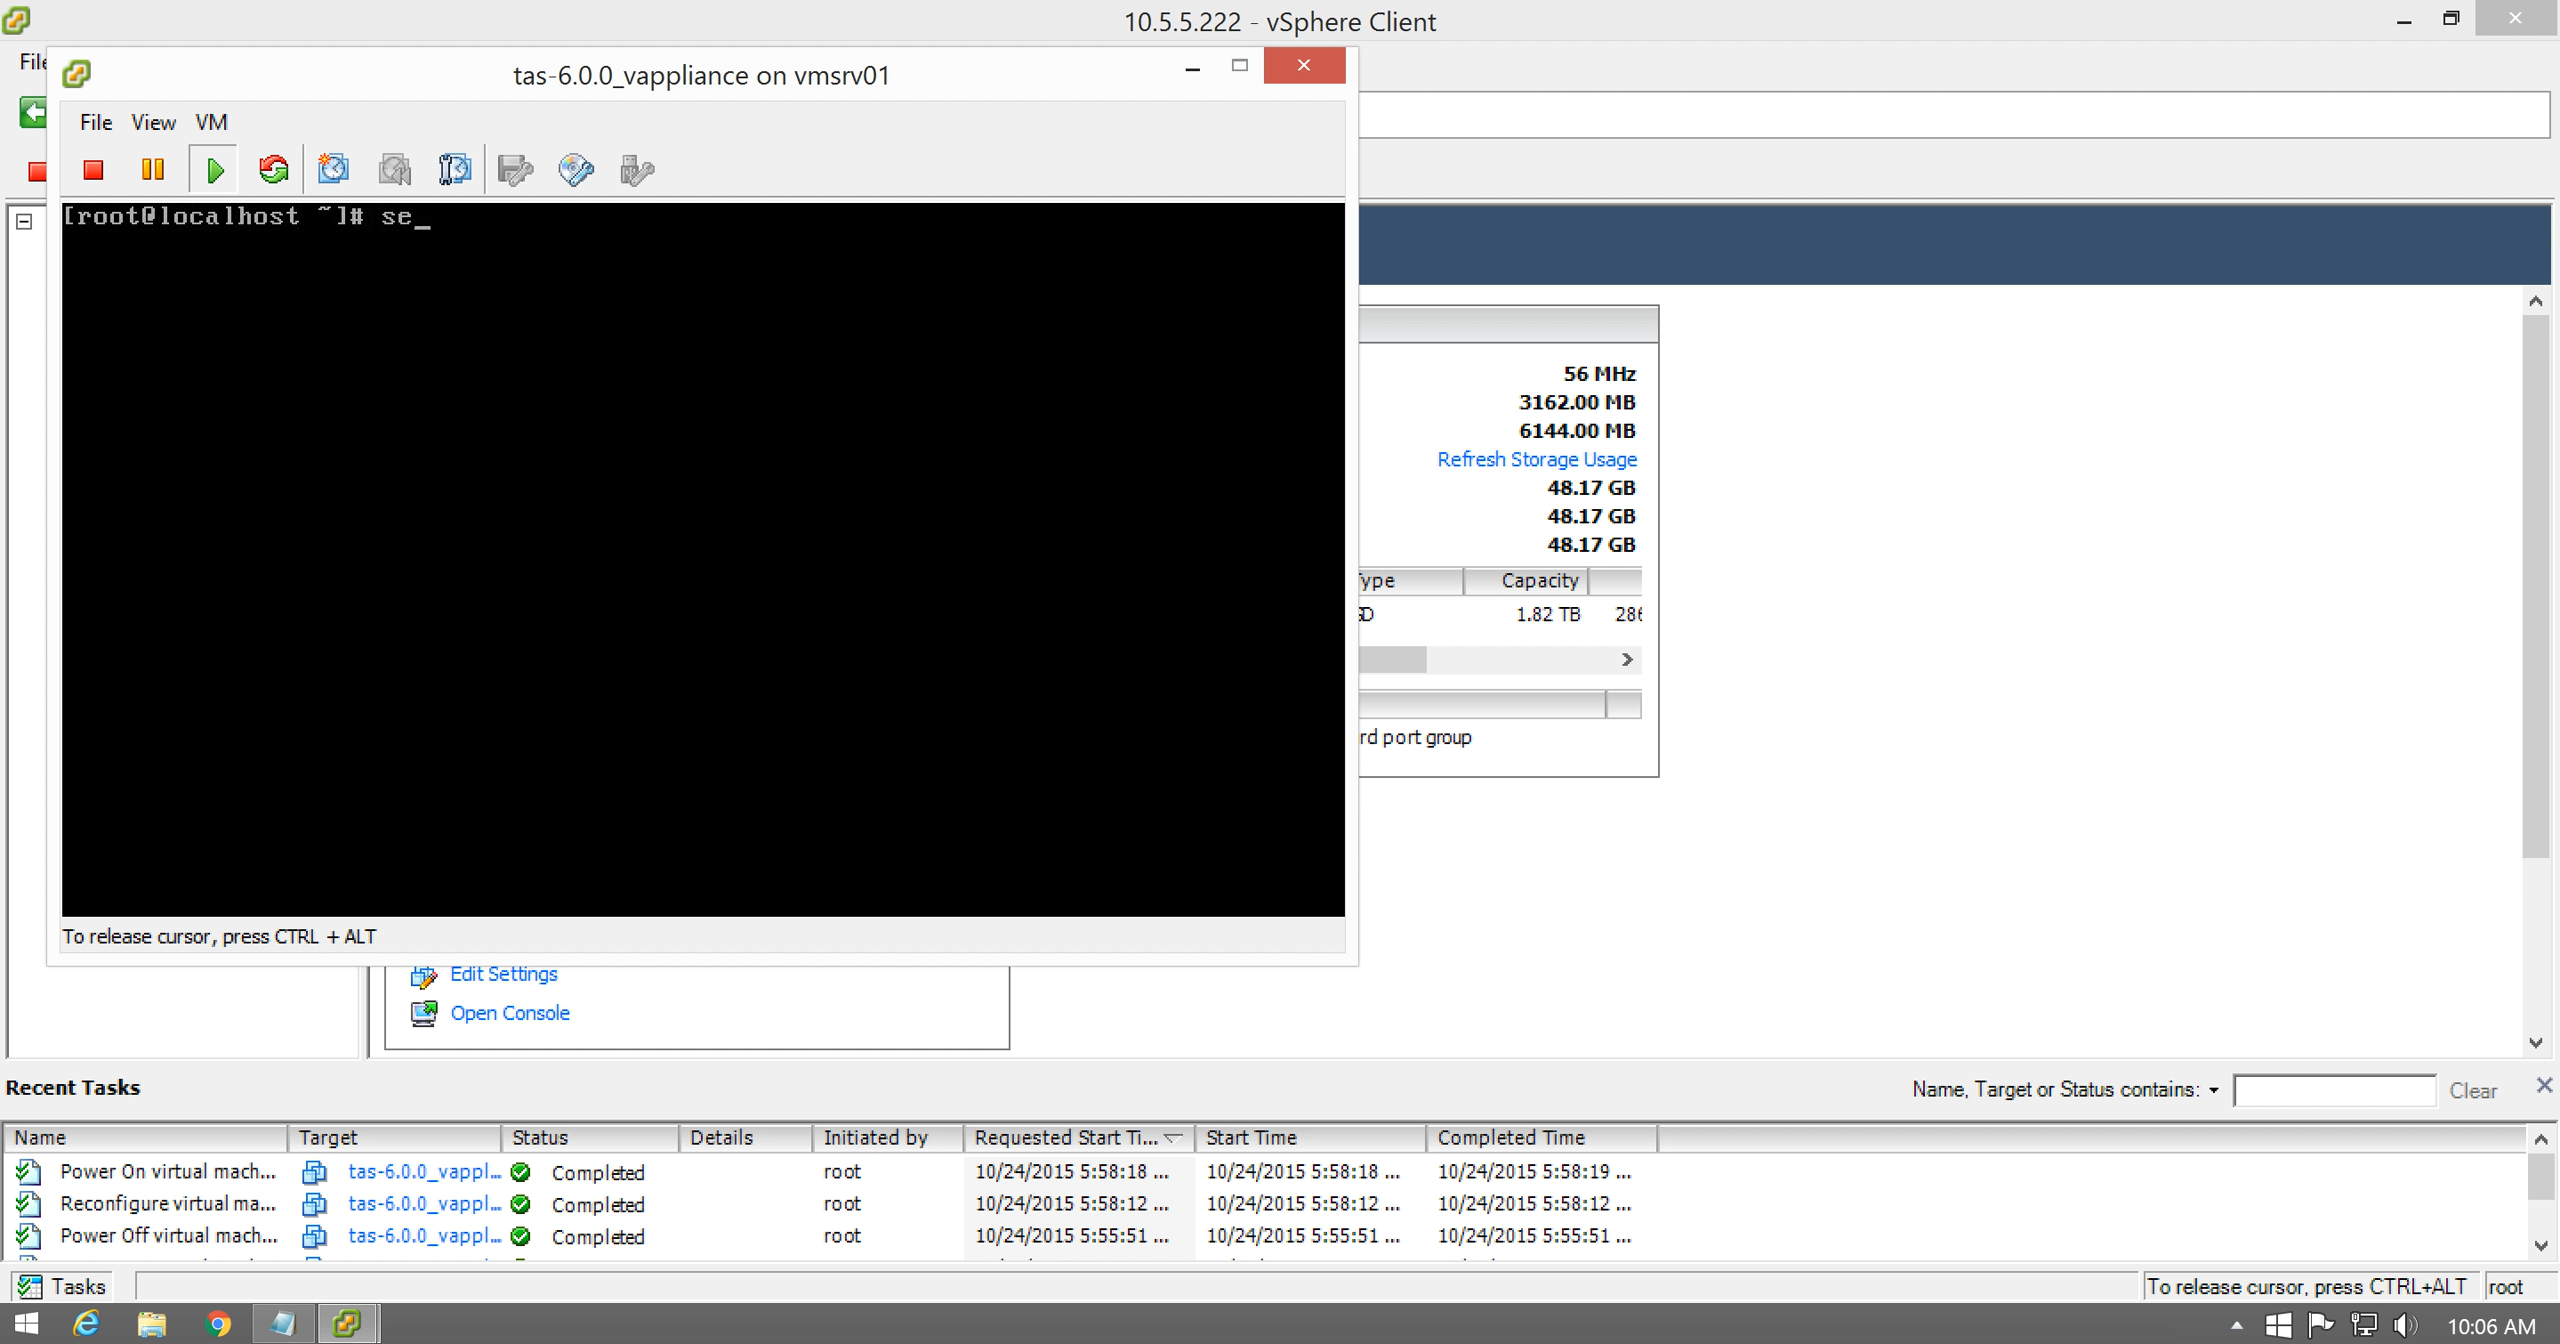 10.5.5.222 - vSphere Client
File
tas-6.0.0_vappliance on vmsrv01
File View VM
[root@localhost ~]# se_
56 MHz
3162.00 MB
6144.00 MB
Refresh Storage Usage
48.17 GB
48.17 GB
48.17 GB
Type Capacity
1.82 TB 286
rd port group
To release cursor, press CTRL + ALT
Edit Settings
Open Console
Recent Tasks
Name, Target or Status contains: Clear
Name Target Status Details Initiated by Requested Start Ti... Start Time Completed Time
Power On virtual mach... tas-6.0.0_vappl... Completed root 10/24/2015 5:58:18 ... 10/24/2015 5:58:18 ... 10/24/2015 5:58:19 ...
Reconfigure virtual ma... tas-6.0.0_vappl... Completed root 10/24/2015 5:58:12 ... 10/24/2015 5:58:12 ... 10/24/2015 5:58:12 ...
Power Off virtual mach... tas-6.0.0_vappl... Completed root 10/24/2015 5:55:51 ... 10/24/2015 5:55:51 ... 10/24/2015 5:55:51 ...
Tasks To release cursor, press CTRL+ALT root
10:06 AM